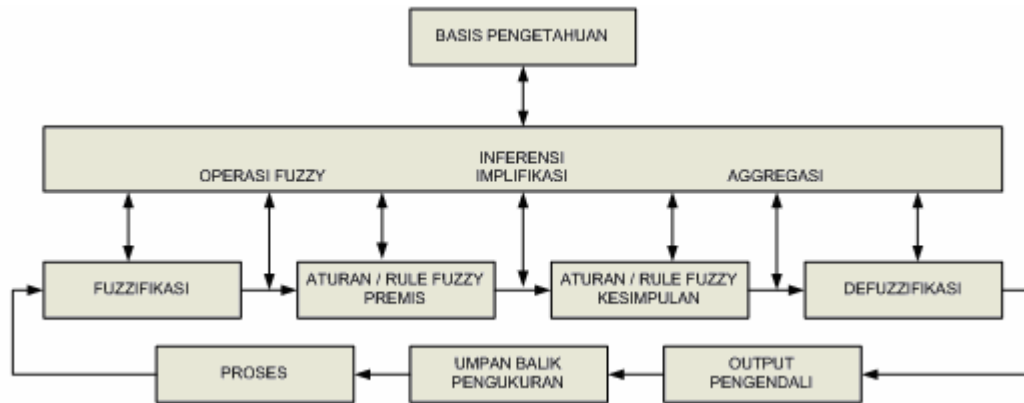 BASIS PENGETAHUAN
INFERENSI
OPERASI FUZZY IMPLIFIKASI AGGREGASI
FUZZIFIKASI
ATURAN / RULE FUZZY
PREMIS
ATURAN / RULE FUZZY
KESIMPULAN
DEFUZZIFIKASI
PROSES
UMPAN BALIK
PENGUKURAN
OUTPUT
PENGENDALI